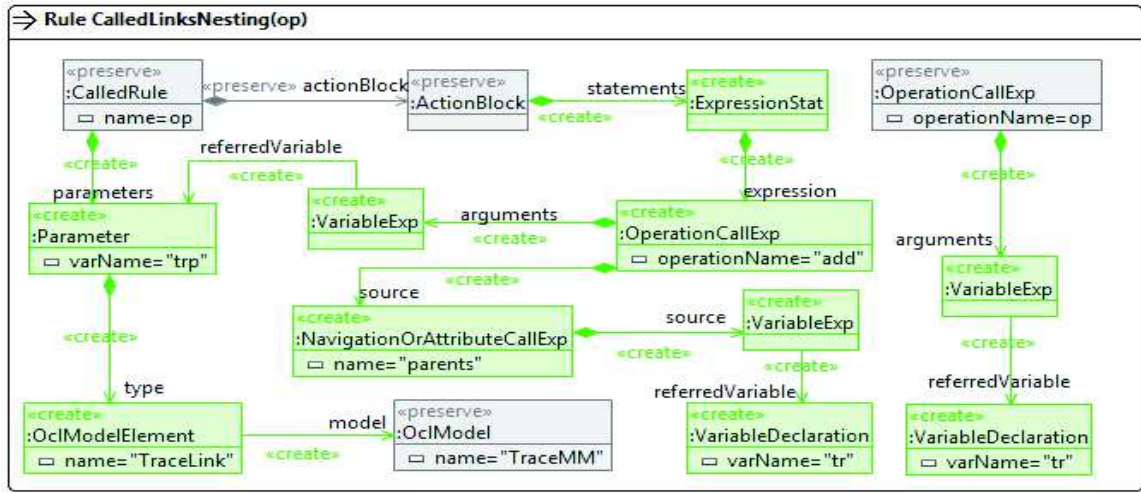 Rule CalledLinksNesting(op)
«preserve»
:CalledRule
name=op
«preserve» actionBlock
«preserve»
:ActionBlock
statements
«create»
«create»
:ExpressionStat
«preserve»
:OperationCallExp
operationName=op
«create»
parameters
referredVariable
«create»
«create»
:VariableExp
arguments
«create»
«create»
expression
«create»
:OperationCallExp
operationName="add"
«create»
arguments
«create»
:Parameter
varName="trp"
«create»
:VariableExp
«create»
source
«create»
:NavigationOrAttributeCallExp
name="parents"
source
«create»
«create»
:VariableExp
«create»
«create»
type
«create»
referredVariable
referredVariable
«create»
:OclModelElement
name="TraceLink"
model
«create»
«preserve»
:OclModel
name="TraceMM"
«create»
:VariableDeclaration
varName="tr"
«create»
:VariableDeclaration
varName="tr"